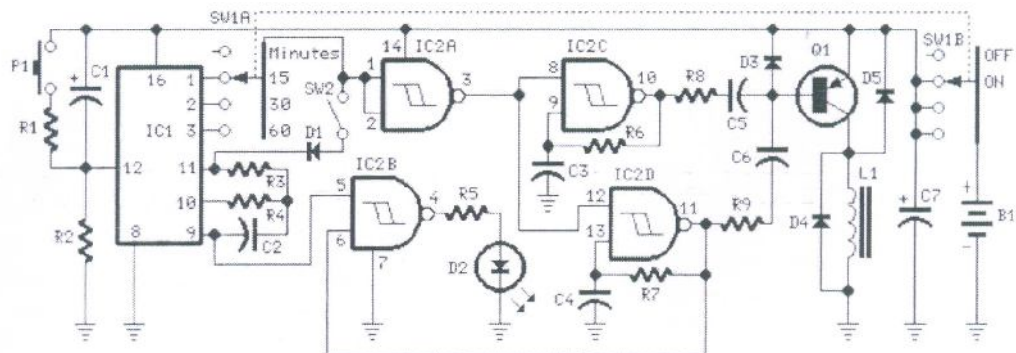 SW1A
Minutes
15
30
60
SW2
D1
P1
R1
R2
C1
16
IC1
1
2
3
12
11
10
9
8
R3
R4
C2
IC2A
14
1
2
3
IC2B
5
6
4
7
R5
D2
IC2C
8
9
10
R6
C3
R8
C5
C6
IC2D
12
13
11
R7
C4
R9
D3
Q1
D5
D4
L1
C7
SW1B
OFF
ON
+
B1
-